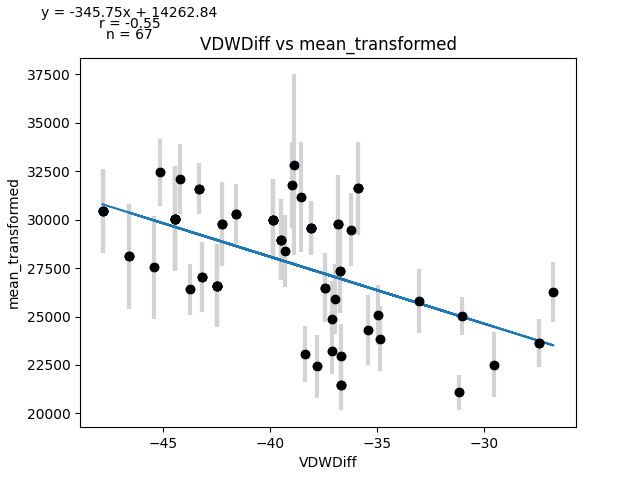 y = -345.75x + 14262.84
r = -0.55
n = 67
VDWDiff vs mean_transformed
37500
35000
32500
30000
27500
25000
22500
20000
mean_transformed
−45
−40
−35
−30
VDWDiff